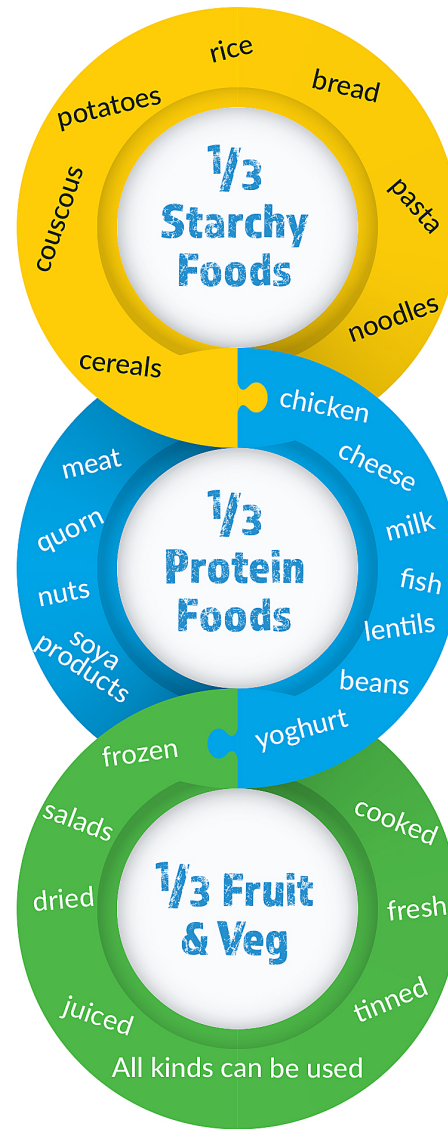 rice
bread
potatoes
pasta
couscous
noodles
cereals
1/3
Starchy
Foods
chicken
cheese
meat
milk
quorn
fish
nuts
lentils
soya
products
beans
yoghurt
1/3
Protein
Foods
frozen
cooked
salads
dried
fresh
juiced
tinned
1/3 Fruit
& Veg
All kinds can be used